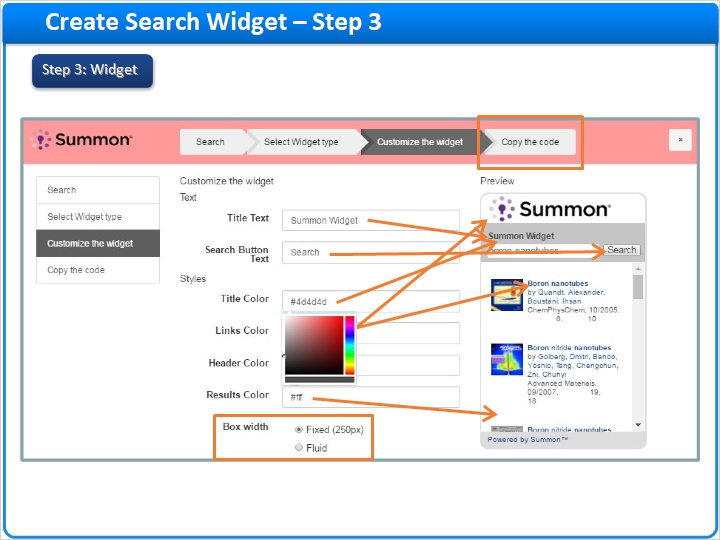 Create Search Widget – Step 3
Step 3: Widget
Summon®
Search
Select Widget type
Customize the widget
Copy the code
×
Search
Select Widget type
Customize the widget
Copy the code
Customize the widget
Text
Title Text
Summon Widget
Search Button
Text
Search
Styles
Title Color
#4d4d4d
Links Color
Header Color
Results Color
#fff
Box width
Fixed (250px)
Fluid
Preview
Summon®
Summon Widget
boron nanotubes
Search
Boron nanotubes
by Quandt, Alexander,
Boustani, Ihsan
ChemPhysChem, 10/2005,
6, 10
Boron nitride nanotubes
by Golberg, Dmitri, Bando,
Yoshio, Tang, Chengchun,
Zhi, Chunyi
Advanced Materials,
09/2007, 19,
18
Boron nitride nanotubes
Powered by Summon™